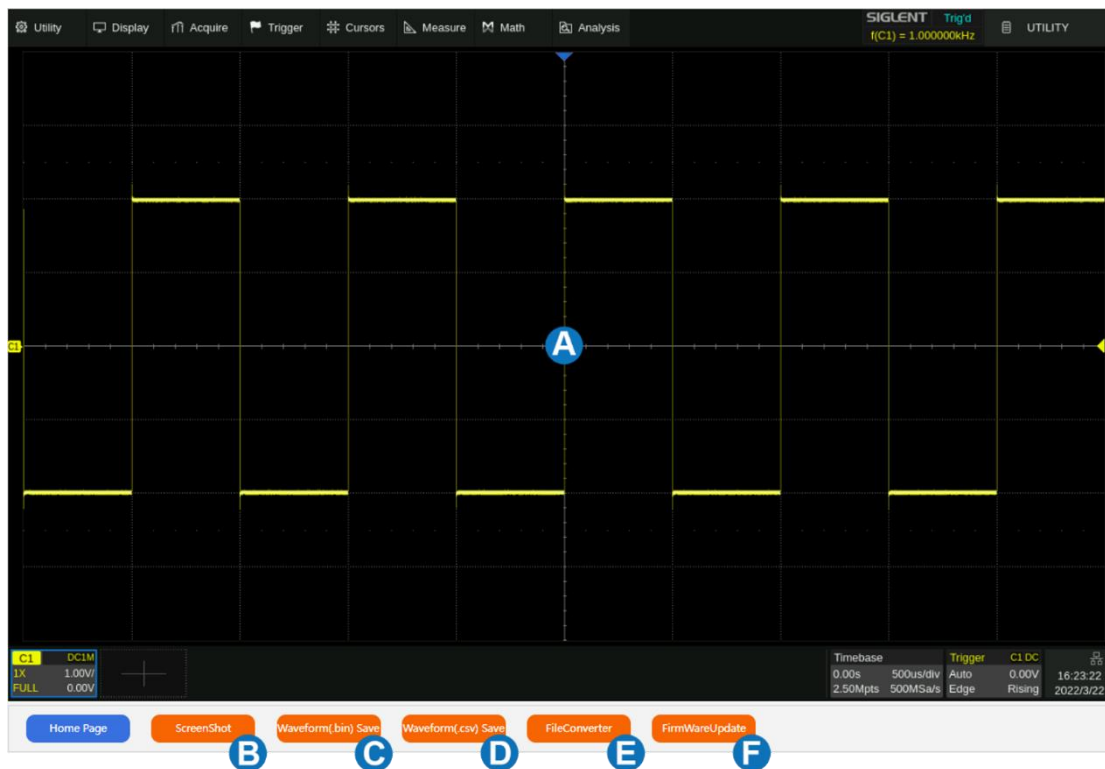 Utility Display Acquire Trigger Cursors Measure Math Analysis SIGLENT Trig'd UTILITY
f(C1) = 1.000000kHz
C1
A
C1 DC1M
1X 1.00V/
FULL 0.00V
Timebase
0.00s 500us/div
2.50Mpts 500MSa/s
Trigger C1 DC
Auto 0.00V
Edge Rising
16:23:22
2022/3/22
Home Page ScreenShot Waveform(.bin) Save Waveform(.csv) Save FileConverter FirmWareUpdate
B C D E F